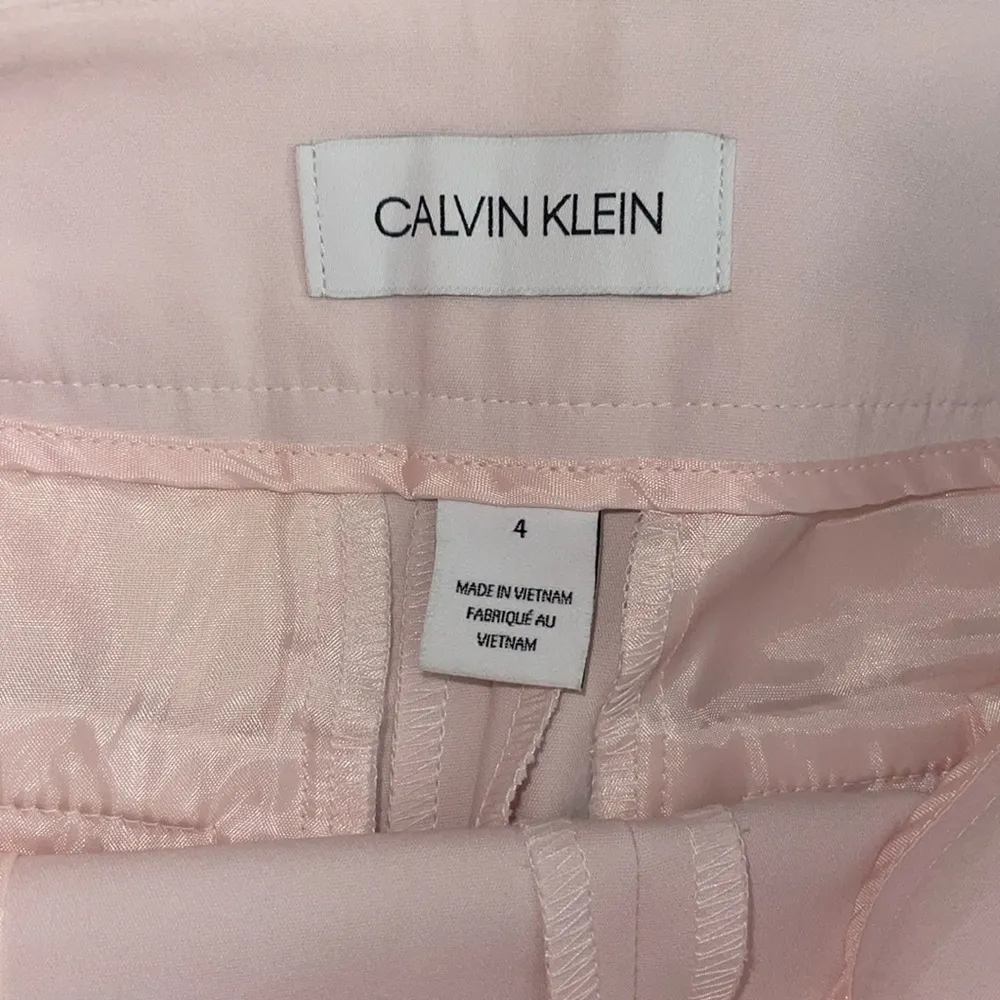 CALVIN KLEIN
4
MADE IN VIETNAM
FABRIQUÉ AU
VIETNAM